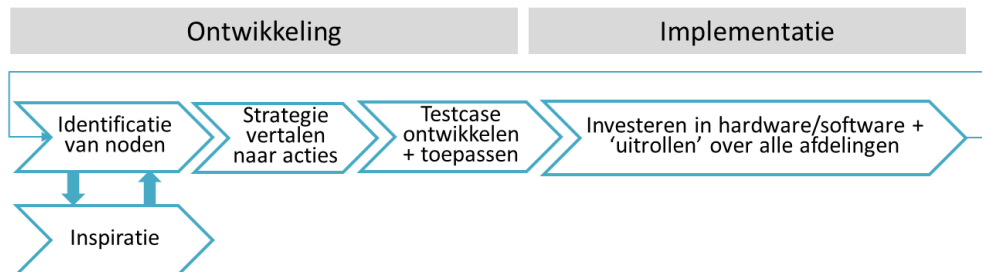 Ontwikkeling
Implementatie
Identificatie
van noden
Strategie
vertalen
naar acties
Testcase
ontwikkelen
+ toepassen
Investeren in hardware/software +
‘uitrollen’ over alle afdelingen
Inspiratie